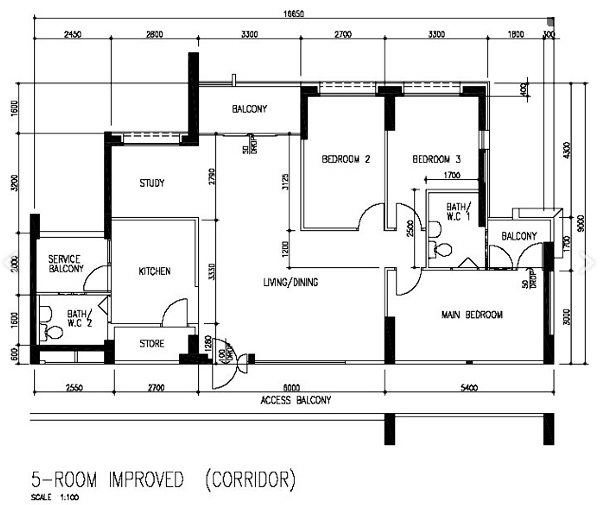 16650
2450 2800 3300 2700 3300 1800 300
400
BALCONY
1600
50 DROP
BEDROOM 2
BEDROOM 3
4300
9000
STUDY
3200
2790
3125
1700
BATH/
W.C 1
2500
BALCONY
1700
1200
SERVICE
BALCONY
KITCHEN
3330
LIVING/DINING
50 DROP
BATH/
W.C 2
1600
MAIN BEDROOM
3000
STORE
1280
100 DROP
600
2550 2700 6000 5400
ACCESS BALCONY
5-ROOM IMPROVED (CORRIDOR)
SCALE 1:100